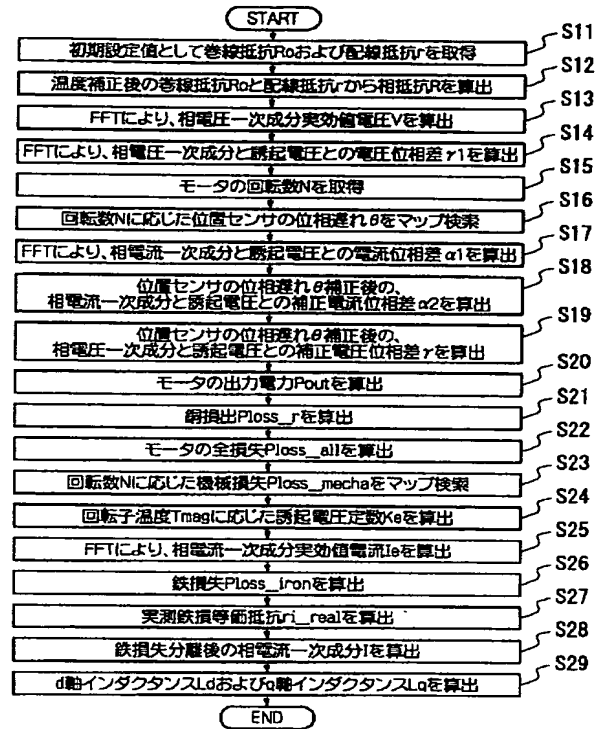 START
S11
初期設定値として巻線抵抗Roおよび配線抵抗rを取得
S12
温度補正後の巻線抵抗Roと配線抵抗rから相抵抗Rを算出
S13
FFTにより、相電圧一次成分実効値電圧Vを算出
S14
FFTにより、相電圧一次成分と誘起電圧との電圧位相差γ1を算出
S15
モータの回転数Nを取得
S16
回転数Nに応じた位置センサの位相遅れθをマップ検索
S17
FFTにより、相電流一次成分と誘起電圧との電流位相差α1を算出
S18
位置センサの位相遅れθ補正後の、
相電流一次成分と誘起電圧との補正電流位相差α2を算出
S19
位置センサの位相遅れθ補正後の、
相電圧一次成分と誘起電圧との補正電圧位相差γを算出
S20
モータの出力電力Poutを算出
S21
銅損出Ploss_rを算出
S22
モータの全損失Ploss_allを算出
S23
回転数Nに応じた機械損失Ploss_mechaをマップ検索
S24
回転子温度Tmagに応じた誘起電圧定数Keを算出
S25
FFTにより、相電流一次成分実効値電流Ieを算出
S26
鉄損失Ploss_ironを算出
S27
実測鉄損等価抵抗ri_realを算出
S28
鉄損失分離後の相電流一次成分Iを算出
S29
d軸インダクタンスLdおよびq軸インダクタンスLqを算出
END